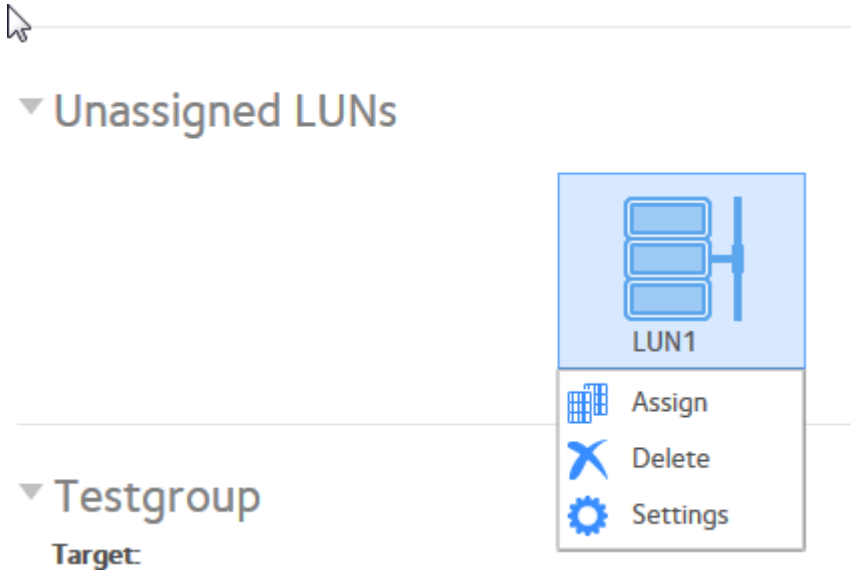 Unassigned LUNs
LUN1
Assign
Delete
Settings
Testgroup
Target: